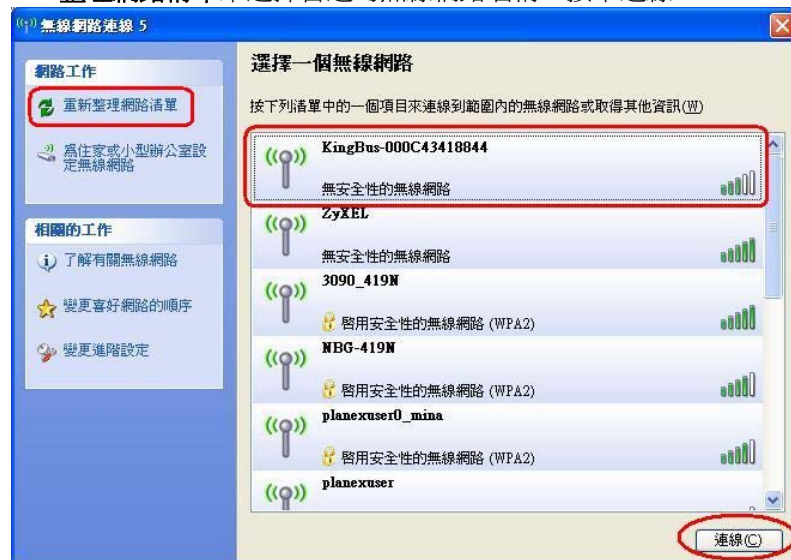 無線網路連線 5
網路工作
重新整理網路清單
為住家或小型辦公室設
定無線網路
相關的工作
了解有關無線網路
變更喜好網路的順序
變更進階設定
選擇一個無線網路
按下列清單中的一個項目來連線到範圍內的無線網路或取得其他資訊(W)
KingBus-000C43418844
無安全性的無線網路
ZyXEL
無安全性的無線網路
3090_419N
啓用安全性的無線網路 (WPA2)
NBG-419N
啓用安全性的無線網路 (WPA2)
planexuser0_mina
啓用安全性的無線網路 (WPA2)
planexuser
連線(C)